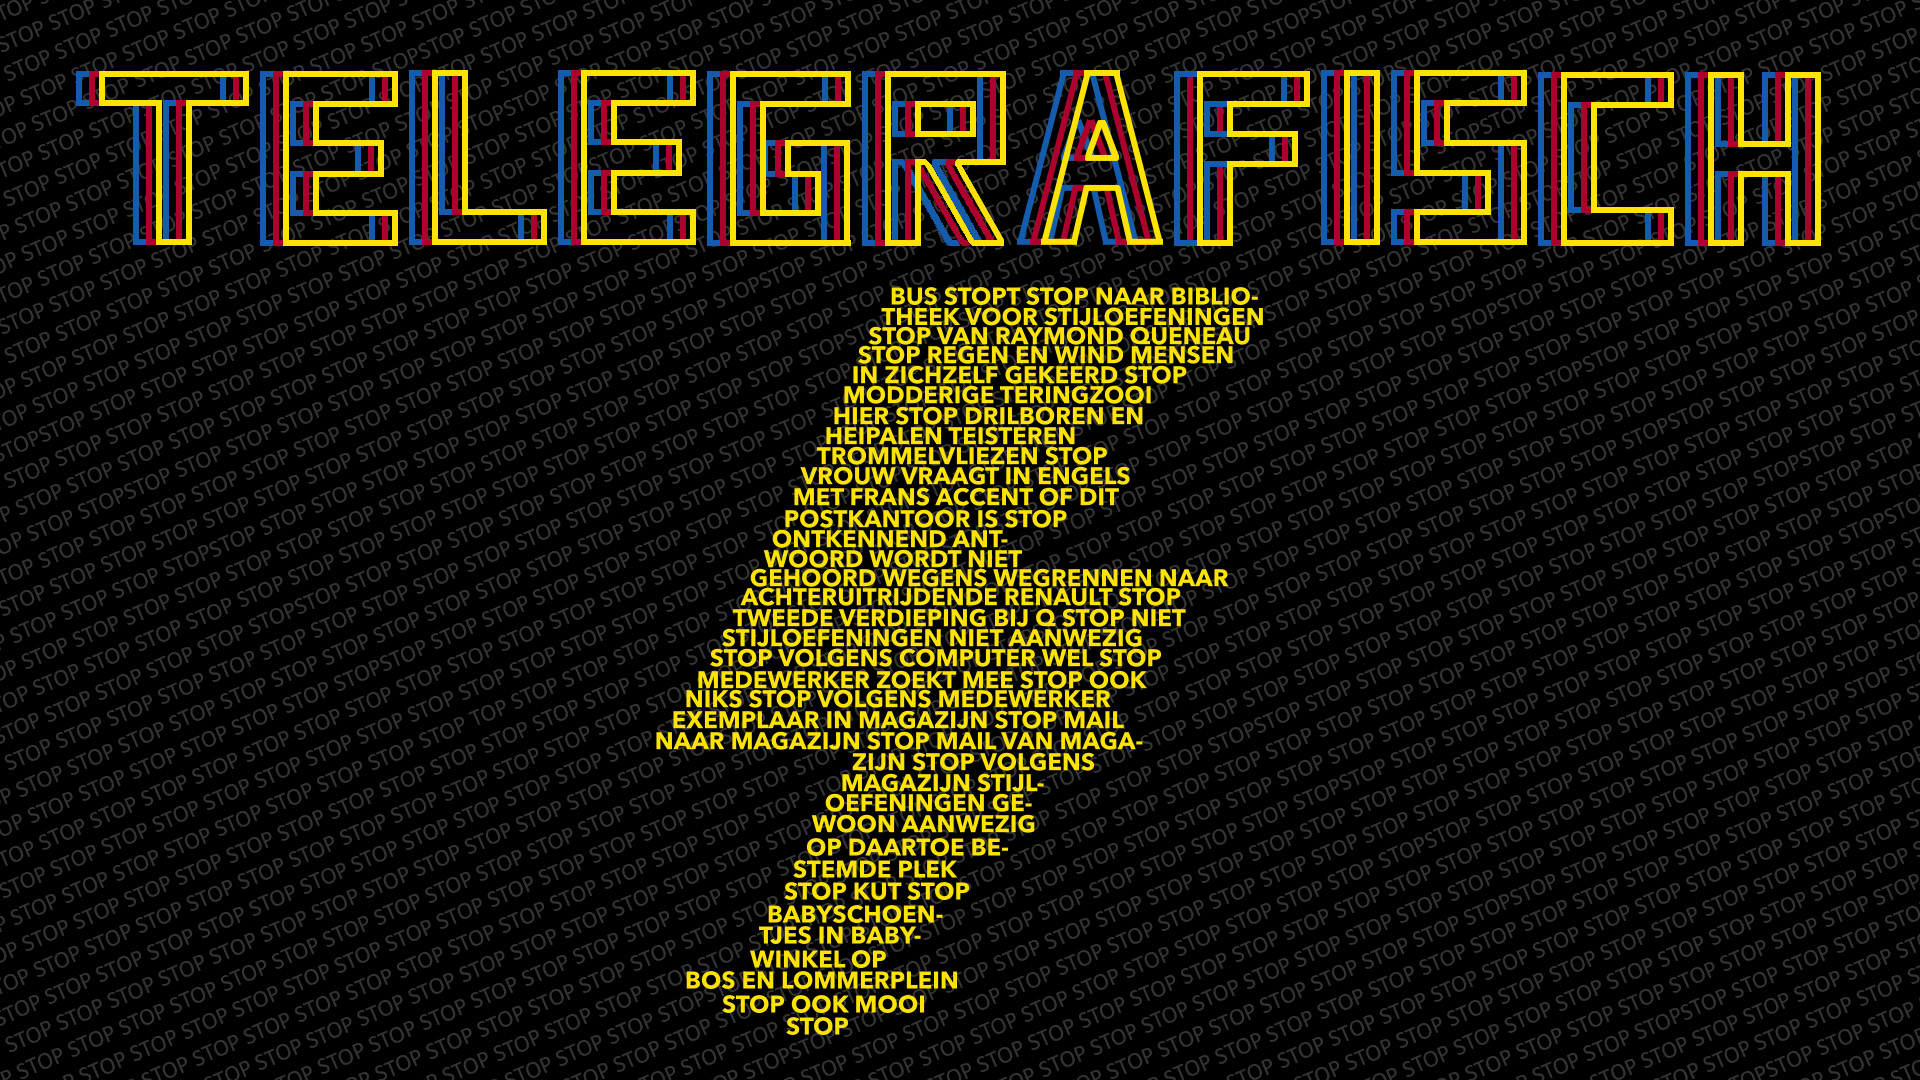 TELEGRAFISCH
BUS STOPT STOP NAAR BIBLIO-
THEEK VOOR STIJLOEFENINGEN
STOP VAN RAYMOND QUENEAU
STOP REGEN EN WIND MENSEN
IN ZICHZELF GEKEERD STOP
MODDERIGE TERINGZOOI
HIER STOP DRILBOREN EN
HEIPALEN TEISTEREN
TROMMELVLIEZEN STOP
VROUW VRAAGT IN ENGELS
MET FRANS ACCENT OF DIT
POSTKANTOOR IS STOP
ONTKENNEND ANT-
WOORD WORDT NIET
GEHOORD WEGENS WEGRENNEN NAAR
ACHTERUITRIJDENDE RENAULT STOP
TWEEDE VERDIEPING BIJ Q STOP NIET
STIJLOEFENINGEN NIET AANWEZIG
STOP VOLGENS COMPUTER WEL STOP
MEDEWERKER ZOEKT MEE STOP OOK
NIKS STOP VOLGENS MEDEWERKER
EXEMPLAAR IN MAGAZIJN STOP MAIL
NAAR MAGAZIJN STOP MAIL VAN MAGA-
ZIJN STOP VOLGENS
MAGAZIJN STIJL-
OEFENINGEN GE-
WOON AANWEZIG
OP DAARTOE BE-
STEMDE PLEK
STOP KUT STOP
BABYSCHOEN-
TJES IN BABY-
WINKEL OP
BOS EN LOMMERPLEIN
STOP OOK MOOI
STOP